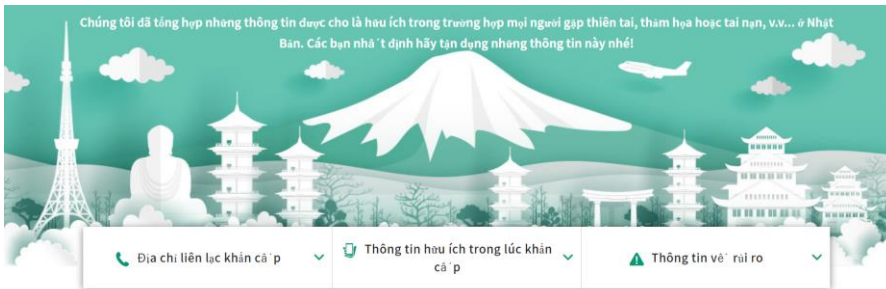 Chúng tôi đã tổng hợp những thông tin được cho là hữu ích trong trường hợp mọi người gặp thiên tai, thảm họa hoặc tai nạn, v.v... ở Nhật
Bản. Các bạn nhất định hãy tận dụng những thông tin này nhé!
Địa chỉ liên lạc khẩn cấp
Thông tin hữu ích trong lúc khẩn
cấp
Thông tin về rủi ro